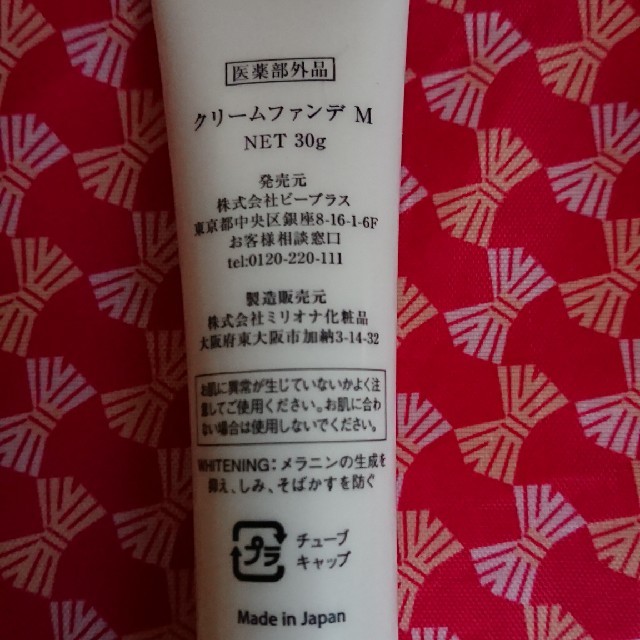 医薬部外品
クリームファンデ M
NET 30g
発売元
株式会社ビープラス
東京都中央区銀座8-16-1-6F
お客様相談窓口
tel:0120-220-111
製造販売元
株式会社ミリオナ化粧品
大阪府東大阪市加納3-14-32
お肌に異常が生じていないかよく注
意してご使用ください。お肌に合わ
ない場合は使用しないでください。
WHITENING：メラニンの生成を
抑え、しみ、そばかすを防ぐ
プラ
チューブ
キャップ
Made in Japan